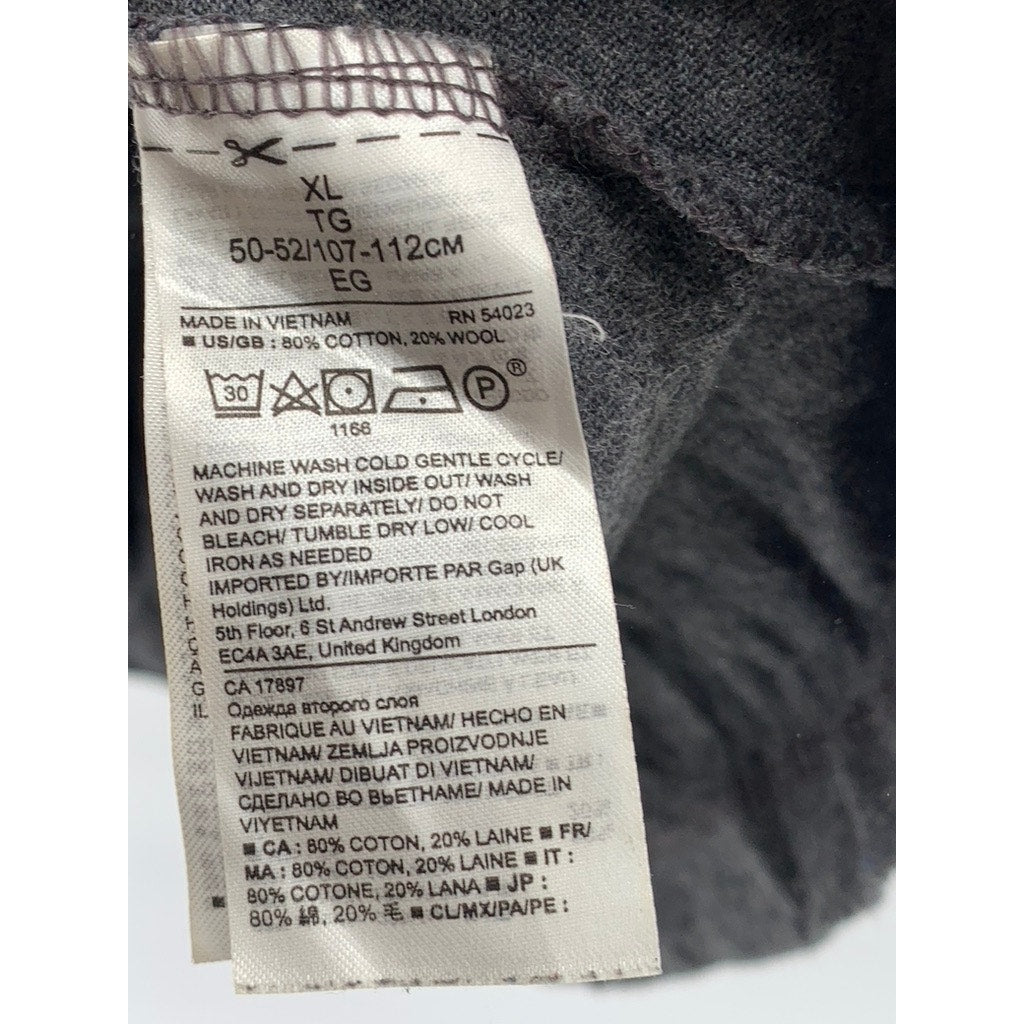 XL
TG
50-52/107-112CM
EG
MADE IN VIETNAM RN 54023
■ US/GB : 80% COTTON, 20% WOOL
30 P ®
1166
MACHINE WASH COLD GENTLE CYCLE/
WASH AND DRY INSIDE OUT/ WASH
AND DRY SEPARATELY/ DO NOT
BLEACH/ TUMBLE DRY LOW/ COOL
IRON AS NEEDED
IMPORTED BY/IMPORTE PAR Gap (UK
Holdings) Ltd.
5th Floor, 6 St Andrew Street London
EC4A 3AE, United Kingdom
CA 17897
Одежда второго слоя
FABRIQUE AU VIETNAM/ HECHO EN
VIETNAM/ ZEMLJA PROIZVODNJE
VIJETNAM/ DIBUAT DI VIETNAM/
СДЕЛАНО ВО ВЬЕТНАМЕ/ MADE IN
VIYETNAM
■ CA : 80% COTON, 20% LAINE ■ FR/
MA : 80% COTON, 20% LAINE ■ IT :
80% COTONE, 20% LANA ■ JP :
80% 綿, 20% 毛 ■ CL/MX/PA/PE :